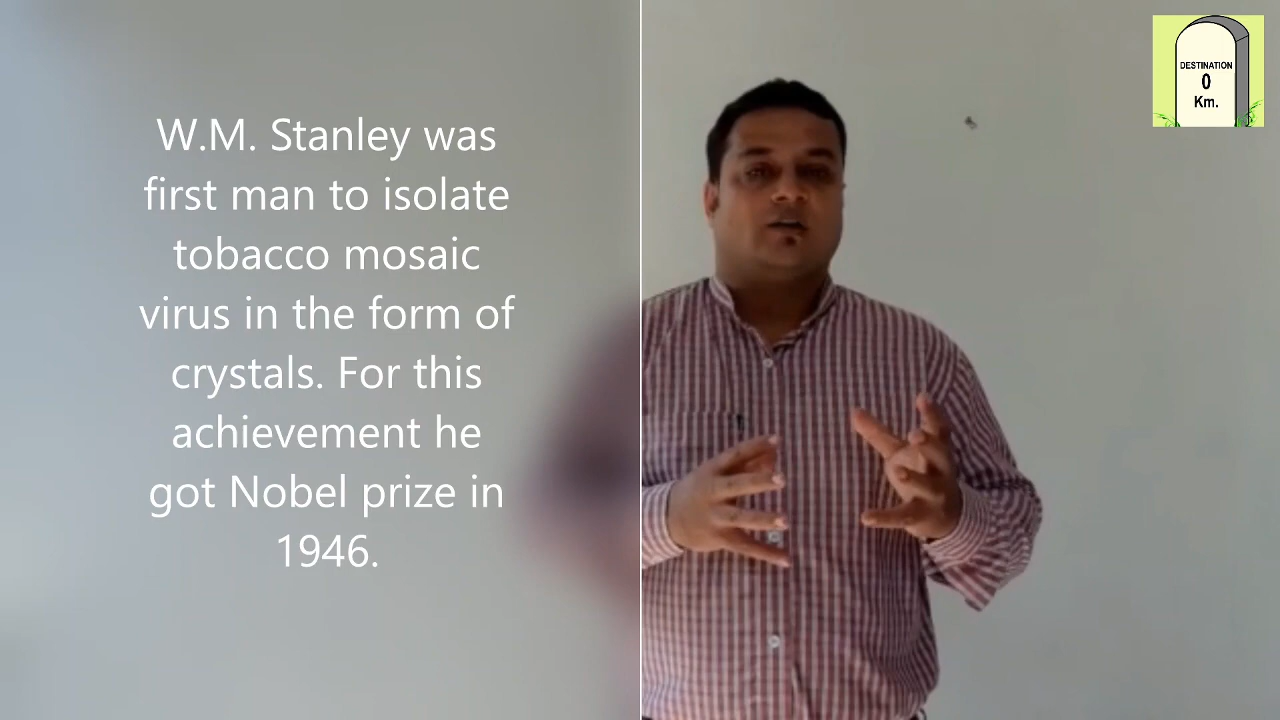 W.M. Stanley was
first man to isolate
tobacco mosaic
virus in the form of
crystals. For this
achievement he
got Nobel prize in
1946.
DESTINATION
0
Km.